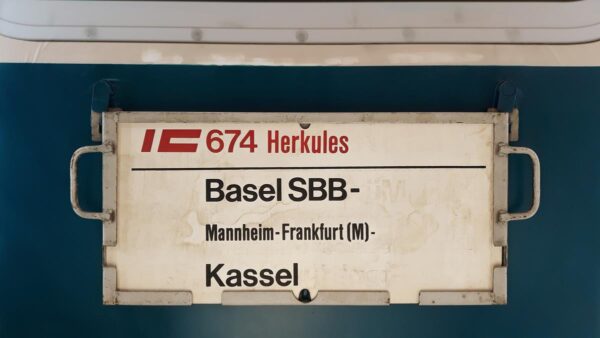 IC 674 Herkules
Basel SBB-
Mannheim-Frankfurt (M)-
Kassel